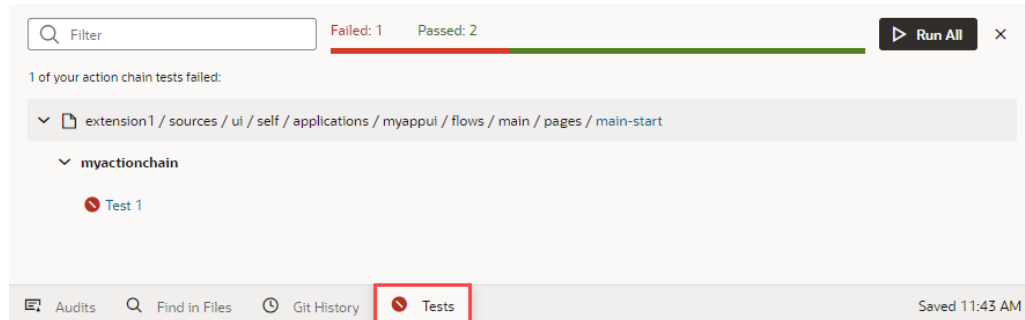 Filter Failed: 1 Passed: 2 Run All
1 of your action chain tests failed:
extension1 / sources / ui / self / applications / myappui / flows / main / pages / main-start
myactionchain
Test 1
Audits Find in Files Git History Tests Saved 11:43 AM